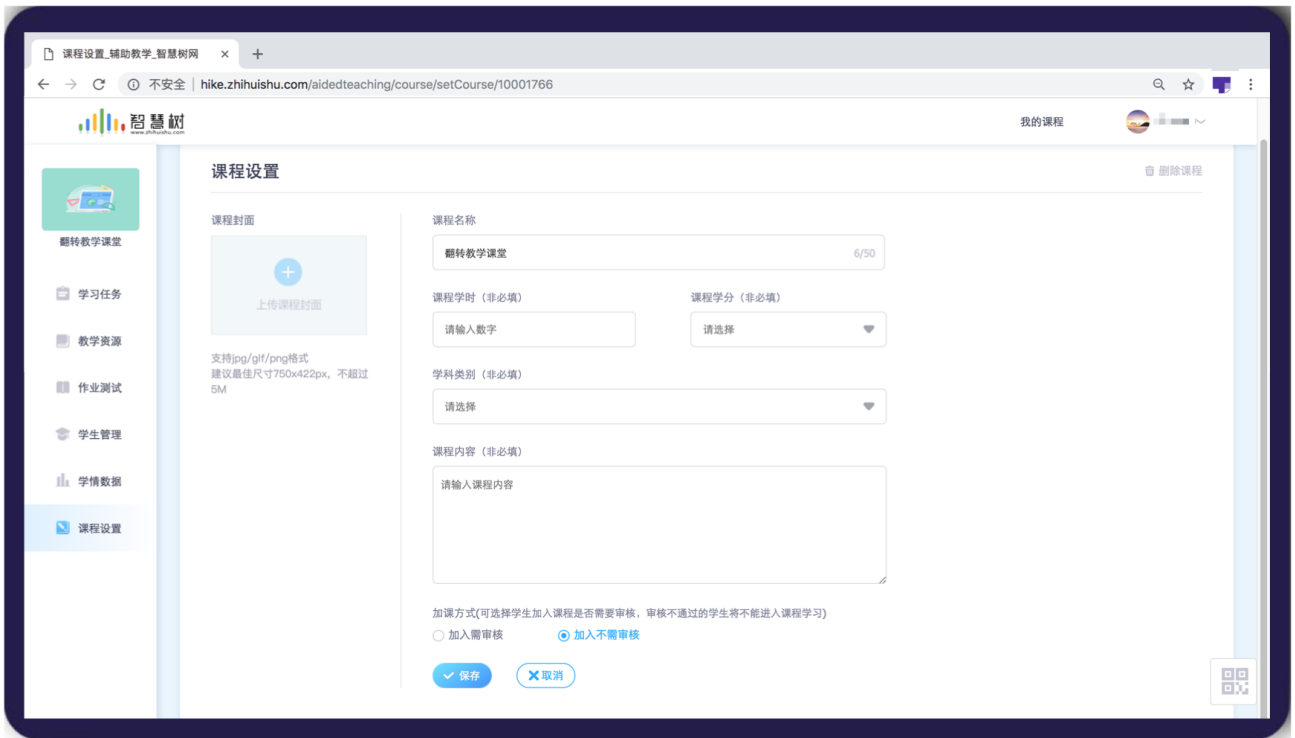 课程设置_辅助教学_智慧树网
不安全 | hike.zhihuishu.com/aidedteaching/course/setCourse/10001766
智慧树
www.zhihuishu.com
我的课程
翻转教学课堂
学习任务
教学资源
作业测试
学生管理
学情数据
课程设置
课程设置
删除课程
课程封面
上传课程封面
支持jpg/gif/png格式
建议最佳尺寸750x422px，不超过
5M
课程名称
翻转教学课堂 6/50
课程学时（非必填） 课程学分（非必填）
请输入数字 请选择
学科类别（非必填）
请选择
课程内容（非必填）
请输入课程内容
加课方式(可选择学生加入课程是否需要审核，审核不通过的学生将不能进入课程学习)
加入需审核 加入不需审核
保存 取消